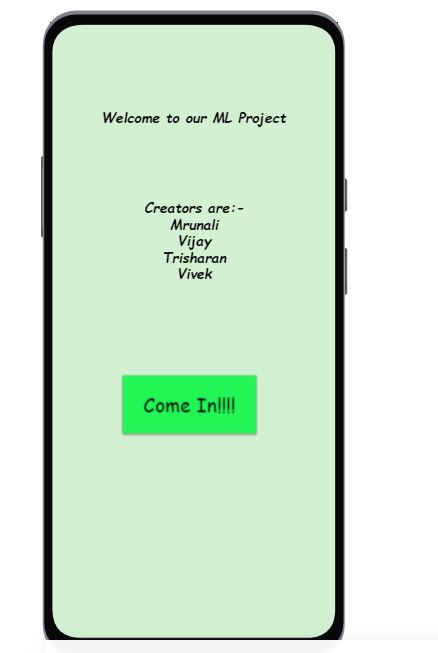 Welcome to our ML Project
Creators are:-
Mrunali
Vijay
Trisharan
Vivek
Come In!!!!